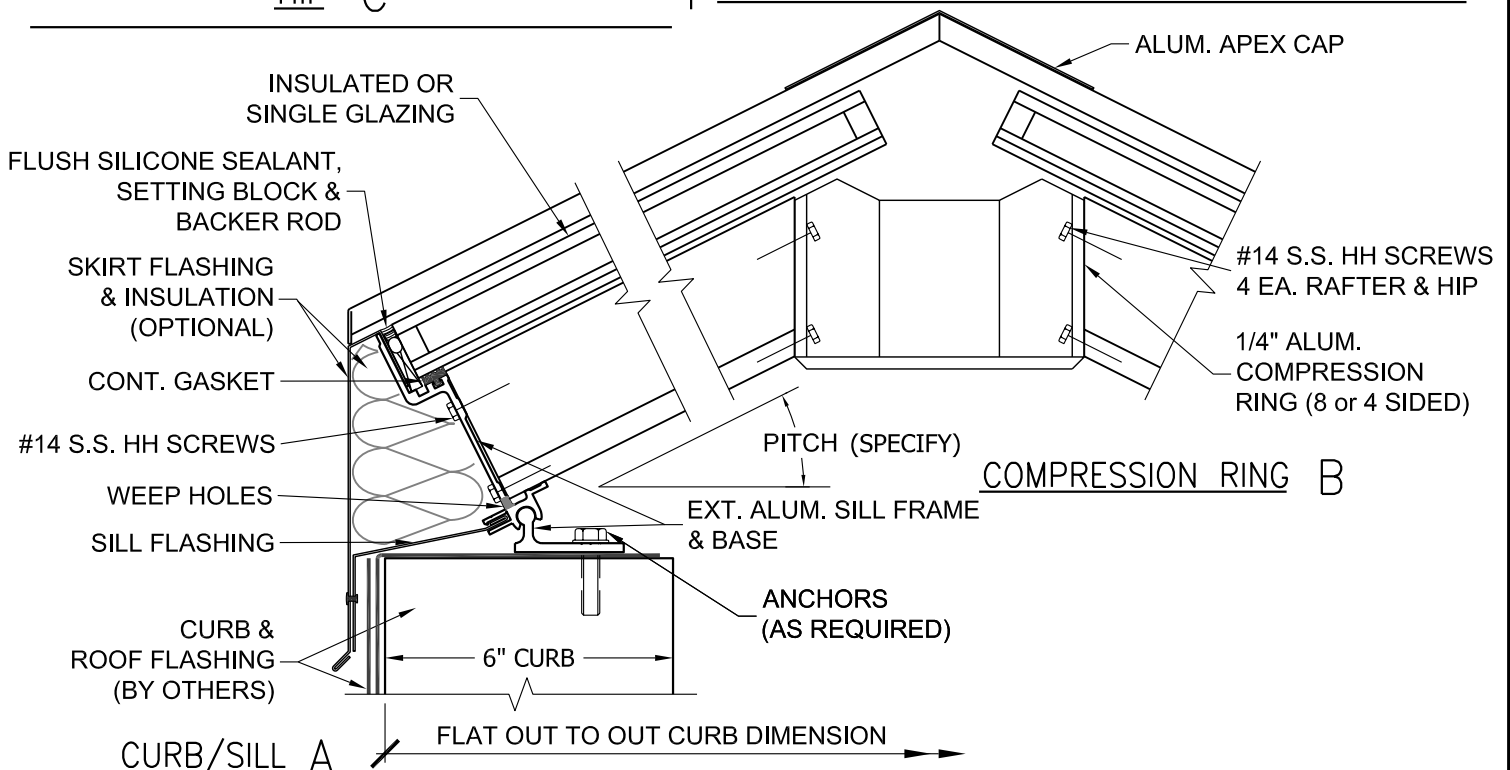 C
ALUM. APEX CAP
INSULATED OR
SINGLE GLAZING
FLUSH SILICONE SEALANT,
SETTING BLOCK &
BACKER ROD
SKIRT FLASHING
& INSULATION
(OPTIONAL)
CONT. GASKET
#14 S.S. HH SCREWS
WEEP HOLES
SILL FLASHING
CURB &
ROOF FLASHING
(BY OTHERS)
#14 S.S. HH SCREWS
4 EA. RAFTER & HIP
1/4" ALUM.
COMPRESSION
RING (8 or 4 SIDED)
PITCH (SPECIFY)
COMPRESSION RING B
EXT. ALUM. SILL FRAME
& BASE
ANCHORS
(AS REQUIRED)
6" CURB
FLAT OUT TO OUT CURB DIMENSION
CURB/SILL A